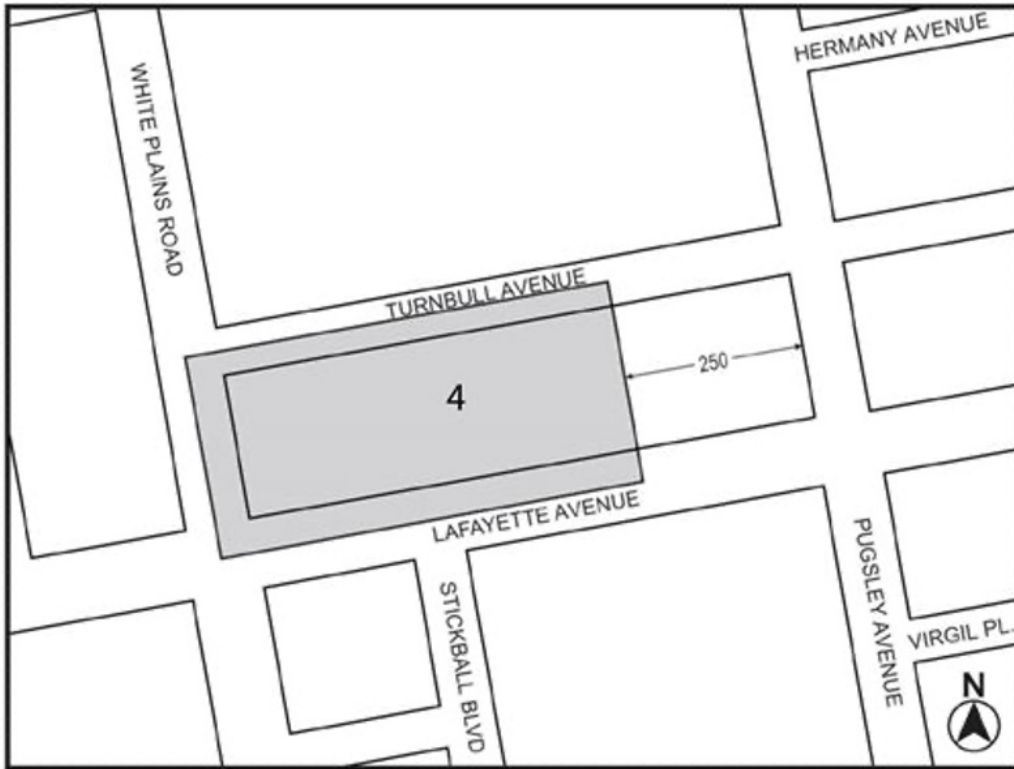 HERMANY AVENUE
WHITE PLAINS ROAD
TURNBULL AVENUE
250
4
LAFAYETTE AVENUE
STICKBALL BLVD
PUGSLEY AVENUE
VIRGIL PL.
N